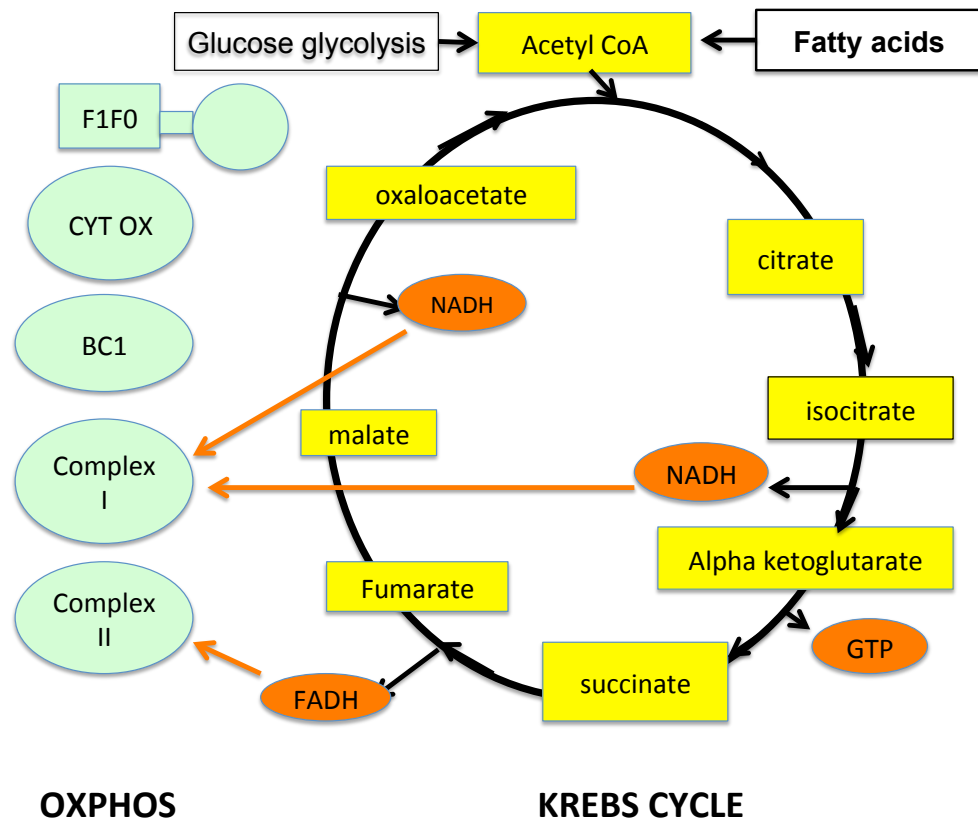 Glucose glycolysis
Acetyl CoA
Fatty acids
F1F0
CYT OX
BC1
Complex
I
Complex
II
oxaloacetate
citrate
NADH
isocitrate
malate
NADH
Alpha ketoglutarate
Fumarate
GTP
succinate
FADH
OXPHOS
KREBS CYCLE